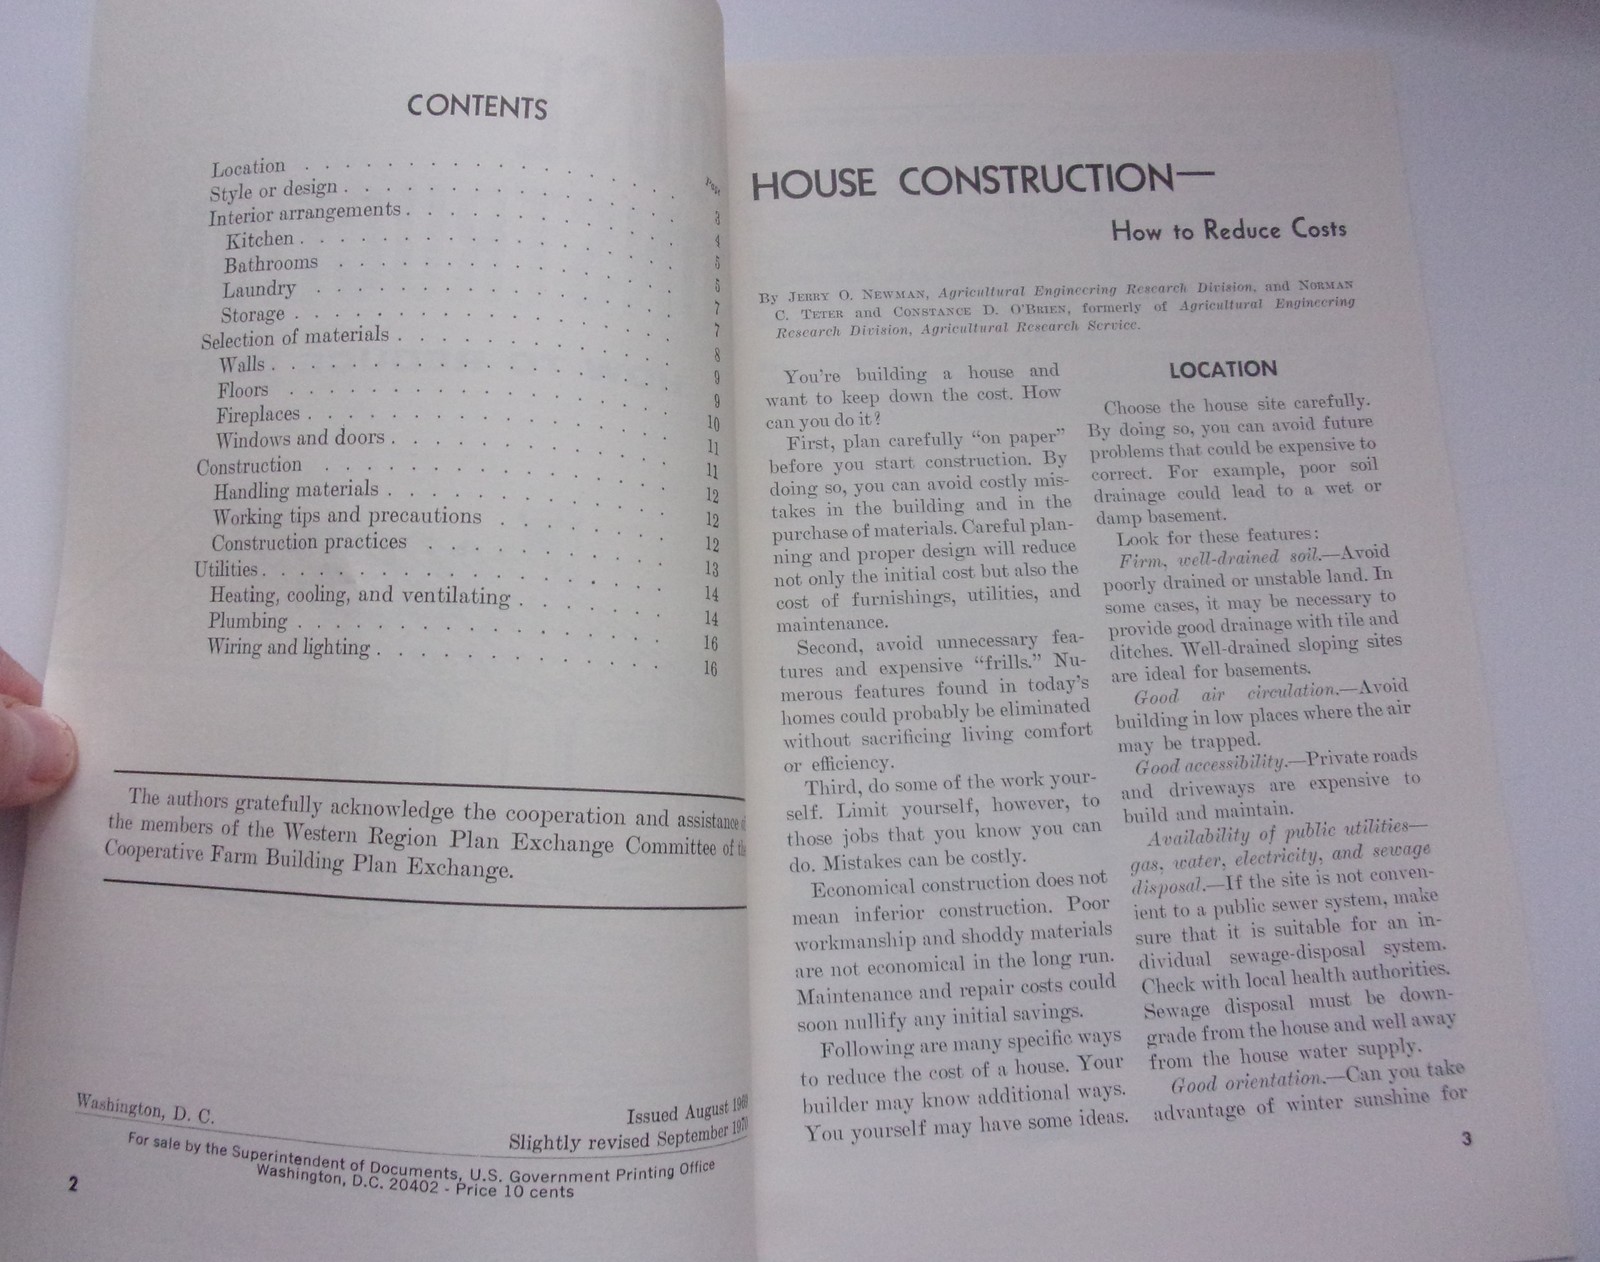 CONTENTS
Page
Location . . . . . . . . . . . . . . 3
Style or design . . . . . . . . . . . . . 4
Interior arrangements . . . . . . . . . . . 5
Kitchen . . . . . . . . . . . . . . 5
Bathrooms . . . . . . . . . . . . . 7
Laundry . . . . . . . . . . . . . . 7
Storage . . . . . . . . . . . . . . 8
Selection of materials . . . . . . . . . . . 9
Walls . . . . . . . . . . . . . . . 9
Floors . . . . . . . . . . . . . . 10
Fireplaces . . . . . . . . . . . . . 11
Windows and doors . . . . . . . . . . . 11
Construction . . . . . . . . . . . . . 12
Handling materials . . . . . . . . . . . 12
Working tips and precautions . . . . . . . 12
Construction practices . . . . . . . . . . 13
Utilities . . . . . . . . . . . . . . . 14
Heating, cooling, and ventilating . . . . . . 14
Plumbing . . . . . . . . . . . . . . 16
Wiring and lighting . . . . . . . . . . . 16
The authors gratefully acknowledge the cooperation and assistance
the members of the Western Region Plan Exchange Committee of
Cooperative Farm Building Plan Exchange.
Washington, D. C.
Issued August
Slightly revised September 1970
For sale by the Superintendent of Documents, U.S. Government Printing Office
Washington, D.C. 20402 - Price 10 cents
2
HOUSE CONSTRUCTION—
How to Reduce Costs
By JERRY O. NEWMAN, Agricultural Engineering Research Division, and NORMAN
C. TETER and CONSTANCE D. O'BRIEN, formerly of Agricultural Engineering
Research Division, Agricultural Research Service.
You're building a house and
want to keep down the cost. How
can you do it?
First, plan carefully "on paper"
before you start construction. By
doing so, you can avoid costly mis-
takes in the building and in the
purchase of materials. Careful plan-
ning and proper design will reduce
not only the initial cost but also the
cost of furnishings, utilities, and
maintenance.
Second, avoid unnecessary fea-
tures and expensive "frills." Nu-
merous features found in today's
homes could probably be eliminated
without sacrificing living comfort
or efficiency.
Third, do some of the work your-
self. Limit yourself, however, to
those jobs that you know you can
do. Mistakes can be costly.
Economical construction does not
mean inferior construction. Poor
workmanship and shoddy materials
are not economical in the long run.
Maintenance and repair costs could
soon nullify any initial savings.
Following are many specific ways
to reduce the cost of a house. Your
builder may know additional ways.
You yourself may have some ideas.
LOCATION
Choose the house site carefully.
By doing so, you can avoid future
problems that could be expensive to
correct. For example, poor soil
drainage could lead to a wet or
damp basement.
Look for these features:
Firm, well-drained soil.—Avoid
poorly drained or unstable land. In
some cases, it may be necessary to
provide good drainage with tile and
ditches. Well-drained sloping sites
are ideal for basements.
Good air circulation.—Avoid
building in low places where the air
may be trapped.
Good accessibility.—Private roads
and driveways are expensive to
build and maintain.
Availability of public utilities—
gas, water, electricity, and sewage
disposal.—If the site is not conven-
ient to a public sewer system, make
sure that it is suitable for an in-
dividual sewage-disposal system.
Check with local health authorities.
Sewage disposal must be down-
grade from the house and well away
from the house water supply.
Good orientation.—Can you take
advantage of winter sunshine for
3